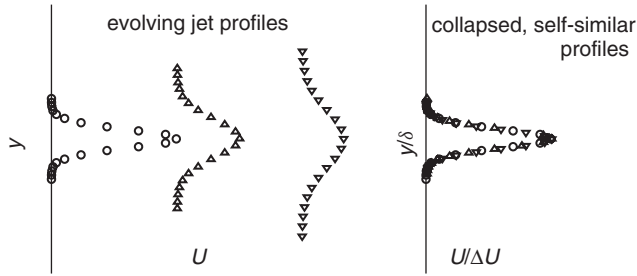 evolving jet profiles
collapsed, self-similar
profiles
y
y/δ
U
U/ΔU